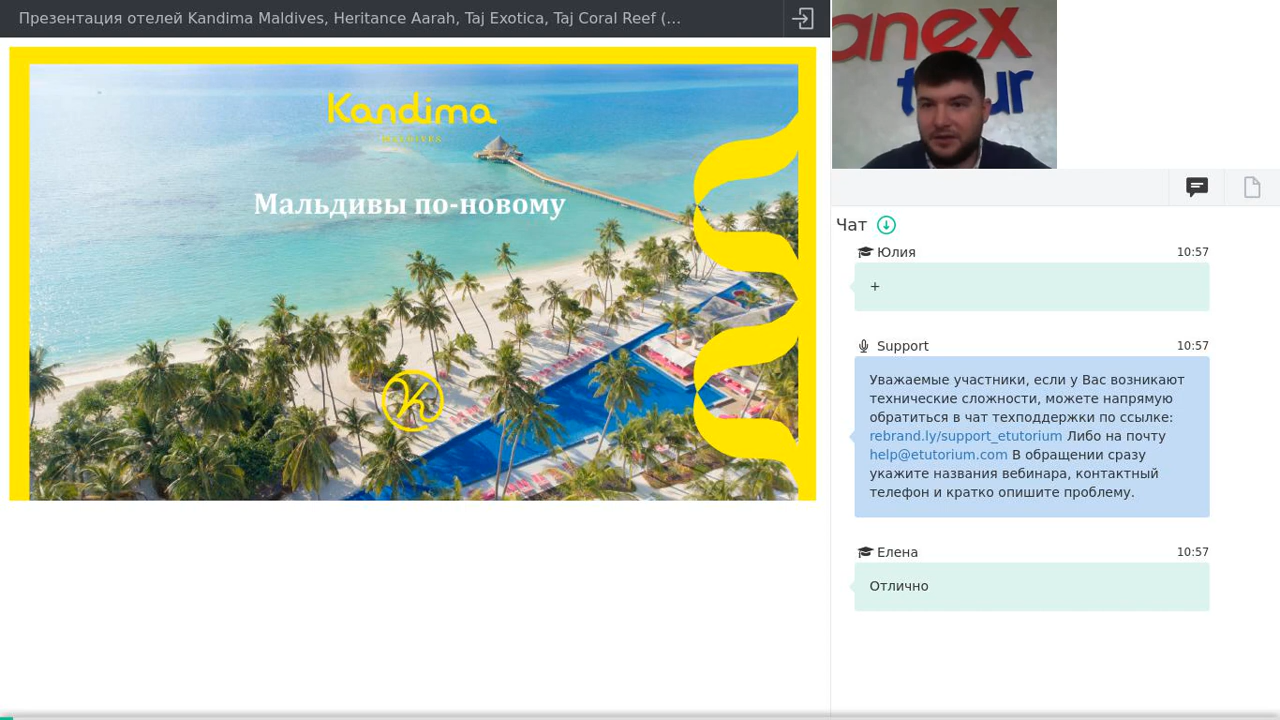 Презентация отелей Kandima Maldives, Heritance Aarah, Taj Exotica, Taj Coral Reef (...
anex
tour
Kandima
MALDIVES
Мальдивы по-новому
K
Чат
Юлия 10:57
+
Support 10:57
Уважаемые участники, если у Вас возникают
технические сложности, можете напрямую
обратиться в чат техподдержки по ссылке:
rebrand.ly/support_etutorium Либо на почту
help@etutorium.com В обращении сразу
укажите названия вебинара, контактный
телефон и кратко опишите проблему.
Елена 10:57
Отлично